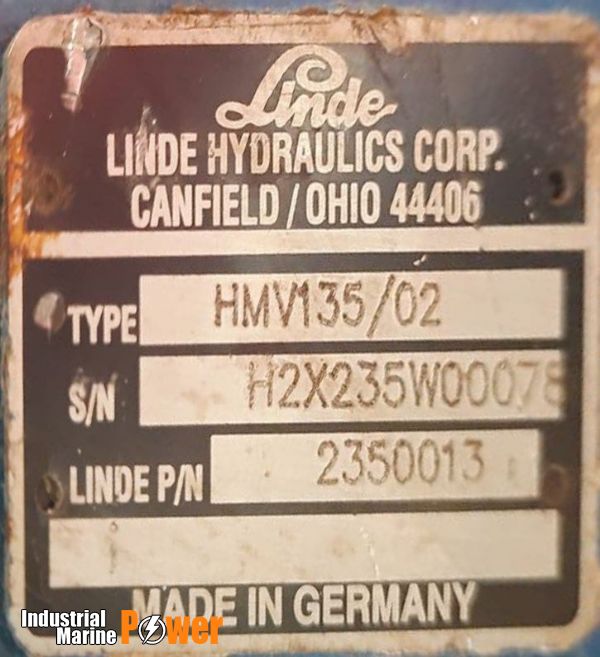 Linde
LINDE HYDRAULICS CORP.
CANFIELD / OHIO 44406
TYPE HMV135/02
S/N H2X235W00078
LINDE P/N 2350013
MADE IN GERMANY
Industrial
Marine Power